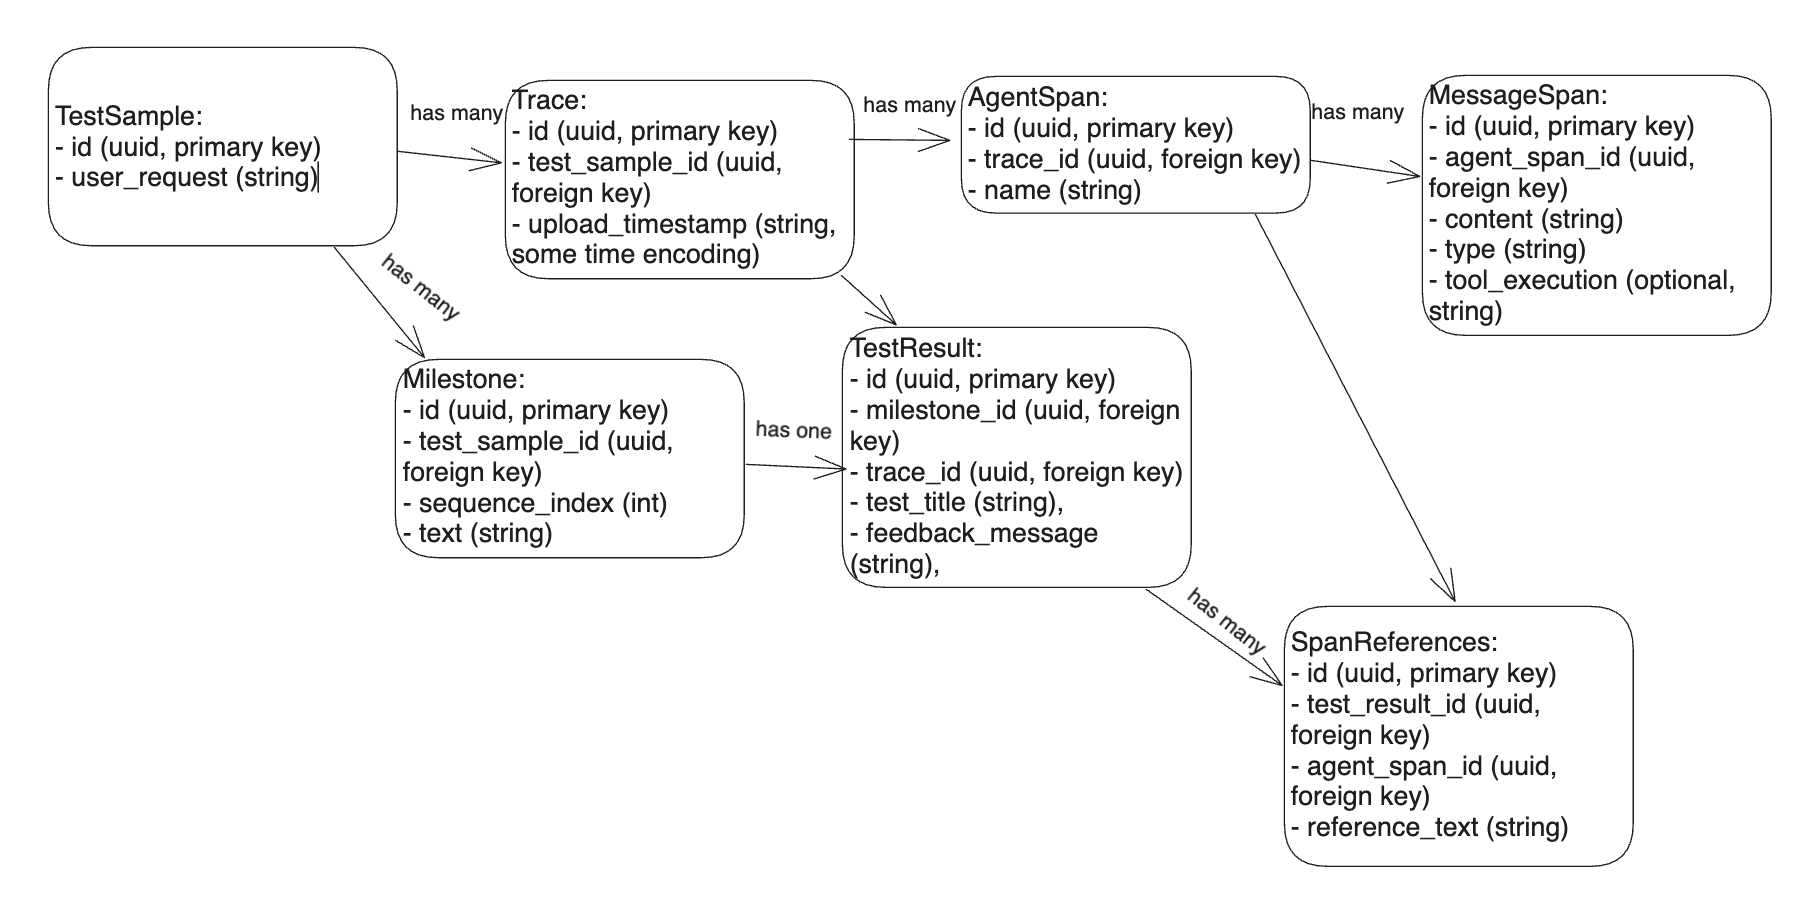 TestSample:
- id (uuid, primary key)
- user_request (string)
has many
Trace:
- id (uuid, primary key)
- test_sample_id (uuid,
foreign key)
- upload_timestamp (string,
some time encoding)
has many
AgentSpan:
- id (uuid, primary key)
- trace_id (uuid, foreign key)
- name (string)
has many
MessageSpan:
- id (uuid, primary key)
- agent_span_id (uuid,
foreign key)
- content (string)
- type (string)
- tool_execution (optional,
string)
has many
Milestone:
- id (uuid, primary key)
- test_sample_id (uuid,
foreign key)
- sequence_index (int)
- text (string)
has one
TestResult:
- id (uuid, primary key)
- milestone_id (uuid, foreign
key)
- trace_id (uuid, foreign key)
- test_title (string),
- feedback_message
(string),
has many
SpanReferences:
- id (uuid, primary key)
- test_result_id (uuid,
foreign key)
- agent_span_id (uuid,
foreign key)
- reference_text (string)